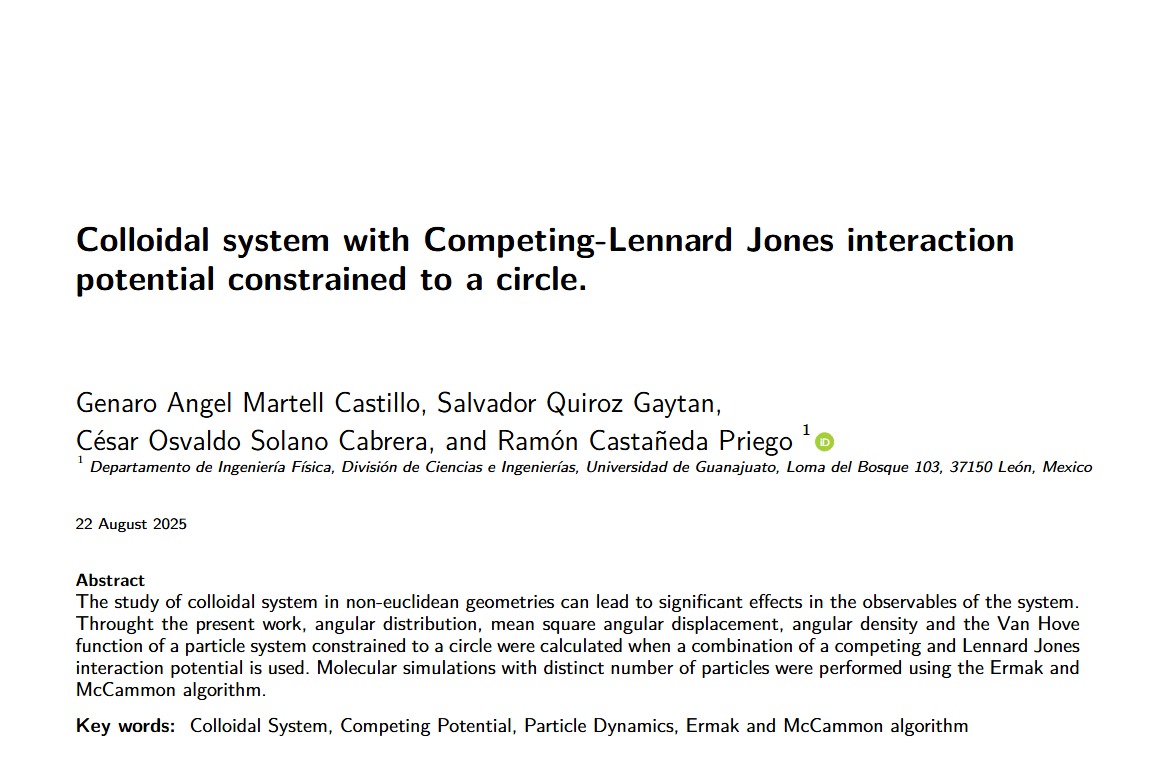 Colloidal system with Competing-Lennard Jones interaction
potential constrained to a circle.
Genaro Angel Martell Castillo, Salvador Quiroz Gaytan,
César Osvaldo Solano Cabrera, and Ramón Castañeda Priego 1 iD
1 Departamento de Ingeniería Física, División de Ciencias e Ingenierías, Universidad de Guanajuato, Loma del Bosque 103, 37150 León, Mexico
22 August 2025
Abstract
The study of colloidal system in non-euclidean geometries can lead to significant effects in the observables of the system.
Throught the present work, angular distribution, mean square angular displacement, angular density and the Van Hove
function of a particle system constrained to a circle were calculated when a combination of a competing and Lennard Jones
interaction potential is used. Molecular simulations with distinct number of particles were performed using the Ermak and
McCammon algorithm.
Key words: Colloidal System, Competing Potential, Particle Dynamics, Ermak and McCammon algorithm